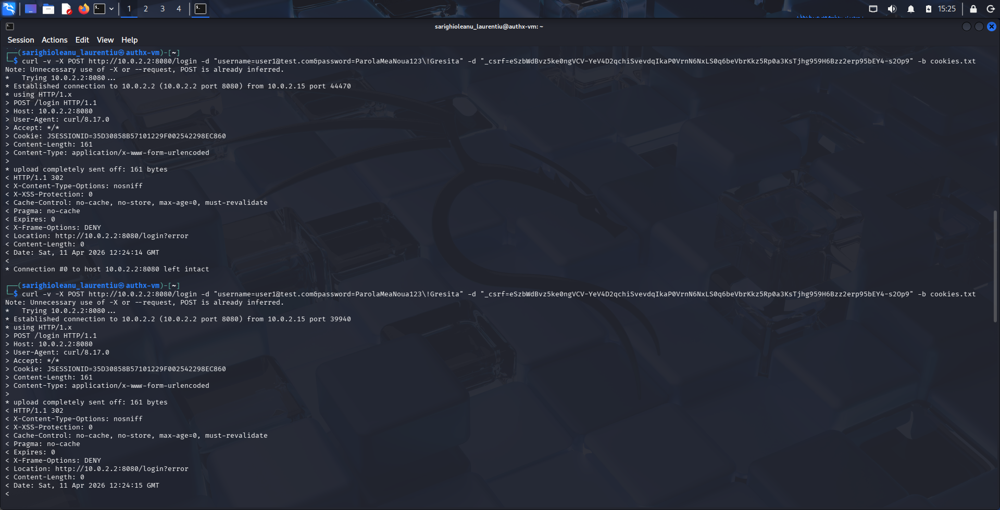 1 2 3 4 15:25
sarighioleanu_laurentiu@authx-vm: ~
Session Actions Edit View Help
┌──(sarighioleanu_laurentiu㉿authx-vm)-[~]
└─$ curl -v -X POST http://10.0.2.2:8080/login -d "username=user1@test.com&password=ParolaMeaNoua123\!Gresita" -d "_csrf=eSzbWdBvz5ke0ngVCV-YeV4D2qchiSvevdqIkaP0VrnN6NxLS0q6beVbrKkz5Rp0a3KsTjhg959H6Bzz2erp95bEY4-s2Op9" -b cookies.txt
Note: Unnecessary use of -X or --request, POST is already inferred.
*   Trying 10.0.2.2:8080...
* Established connection to 10.0.2.2 (10.0.2.2 port 8080) from 10.0.2.15 port 44470
* using HTTP/1.x
> POST /login HTTP/1.1
> Host: 10.0.2.2:8080
> User-Agent: curl/8.17.0
> Accept: */*
> Cookie: JSESSIONID=35D30858B57101229F002542298EC860
> Content-Length: 161
> Content-Type: application/x-www-form-urlencoded
>
* upload completely sent off: 161 bytes
< HTTP/1.1 302
< X-Content-Type-Options: nosniff
< X-XSS-Protection: 0
< Cache-Control: no-cache, no-store, max-age=0, must-revalidate
< Pragma: no-cache
< Expires: 0
< X-Frame-Options: DENY
< Location: http://10.0.2.2:8080/login?error
< Content-Length: 0
< Date: Sat, 11 Apr 2026 12:24:14 GMT
<
* Connection #0 to host 10.0.2.2:8080 left intact
┌──(sarighioleanu_laurentiu㉿authx-vm)-[~]
└─$ curl -v -X POST http://10.0.2.2:8080/login -d "username=user1@test.com&password=ParolaMeaNoua123\!Gresita" -d "_csrf=eSzbWdBvz5ke0ngVCV-YeV4D2qchiSvevdqIkaP0VrnN6NxLS0q6beVbrKkz5Rp0a3KsTjhg959H6Bzz2erp95bEY4-s2Op9" -b cookies.txt
Note: Unnecessary use of -X or --request, POST is already inferred.
*   Trying 10.0.2.2:8080...
* Established connection to 10.0.2.2 (10.0.2.2 port 8080) from 10.0.2.15 port 39940
* using HTTP/1.x
> POST /login HTTP/1.1
> Host: 10.0.2.2:8080
> User-Agent: curl/8.17.0
> Accept: */*
> Cookie: JSESSIONID=35D30858B57101229F002542298EC860
> Content-Length: 161
> Content-Type: application/x-www-form-urlencoded
>
* upload completely sent off: 161 bytes
< HTTP/1.1 302
< X-Content-Type-Options: nosniff
< X-XSS-Protection: 0
< Cache-Control: no-cache, no-store, max-age=0, must-revalidate
< Pragma: no-cache
< Expires: 0
< X-Frame-Options: DENY
< Location: http://10.0.2.2:8080/login?error
< Content-Length: 0
< Date: Sat, 11 Apr 2026 12:24:15 GMT
<